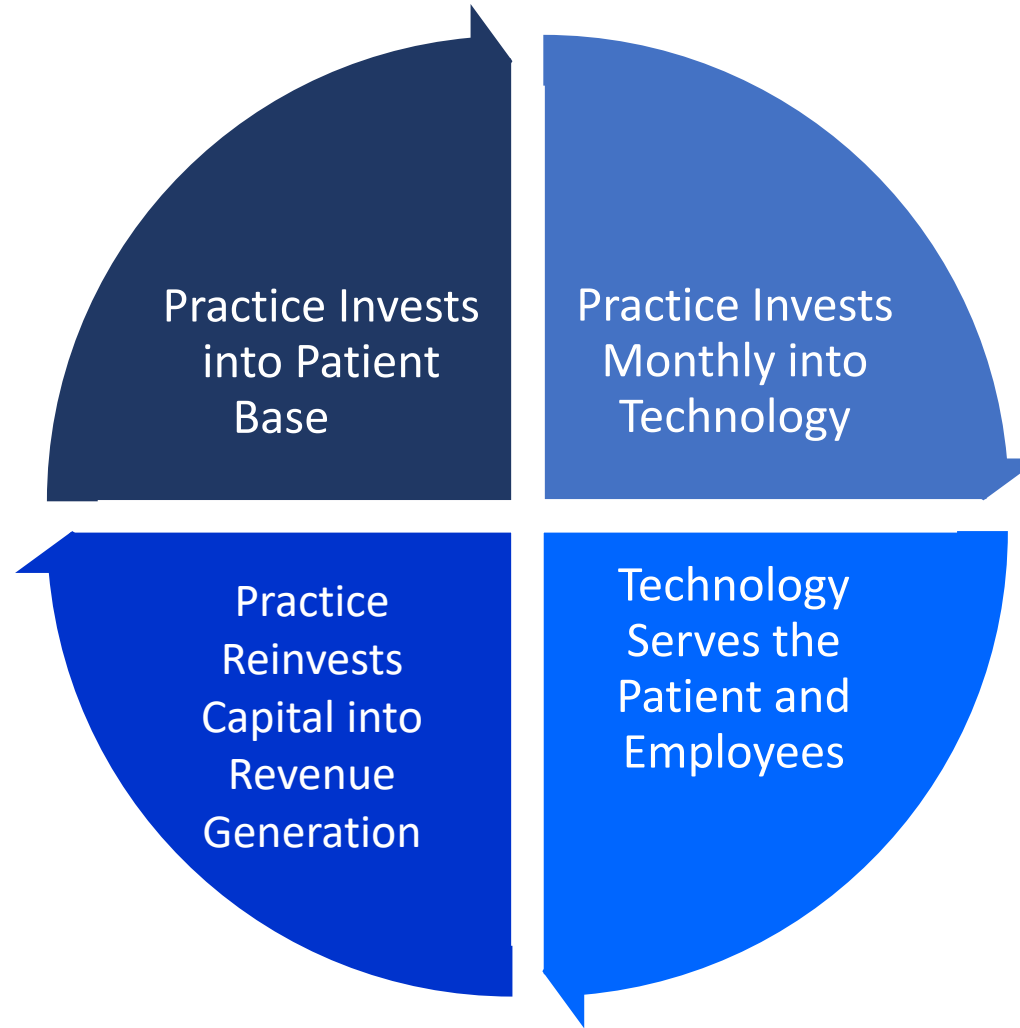 Practice Invests
into Patient
Base
Practice Invests
Monthly into
Technology
Technology
Serves the
Patient and
Employees
Practice
Reinvests
Capital into
Revenue
Generation